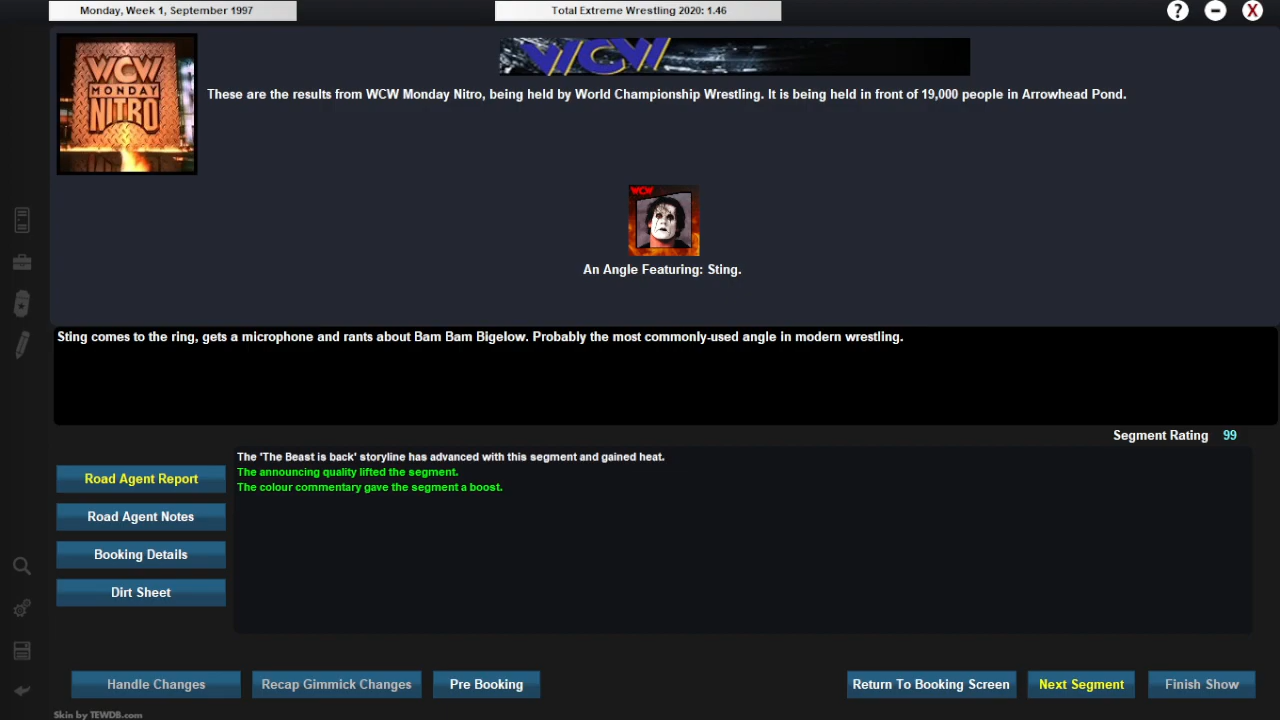 Monday, Week 1, September 1997
Total Extreme Wrestling 2020: 1.46
? X
WCW
WCW
MONDAY
NITRO
These are the results from WCW Monday Nitro, being held by World Championship Wrestling. It is being held in front of 19,000 people in Arrowhead Pond.
WCW
An Angle Featuring: Sting.
Sting comes to the ring, gets a microphone and rants about Bam Bam Bigelow. Probably the most commonly-used angle in modern wrestling.
Segment Rating 99
The 'The Beast is back' storyline has advanced with this segment and gained heat.
The announcing quality lifted the segment.
The colour commentary gave the segment a boost.
Road Agent Report
Road Agent Notes
Booking Details
Dirt Sheet
Handle Changes
Recap Gimmick Changes
Pre Booking
Return To Booking Screen
Next Segment
Finish Show
Skin by TEWDB.com